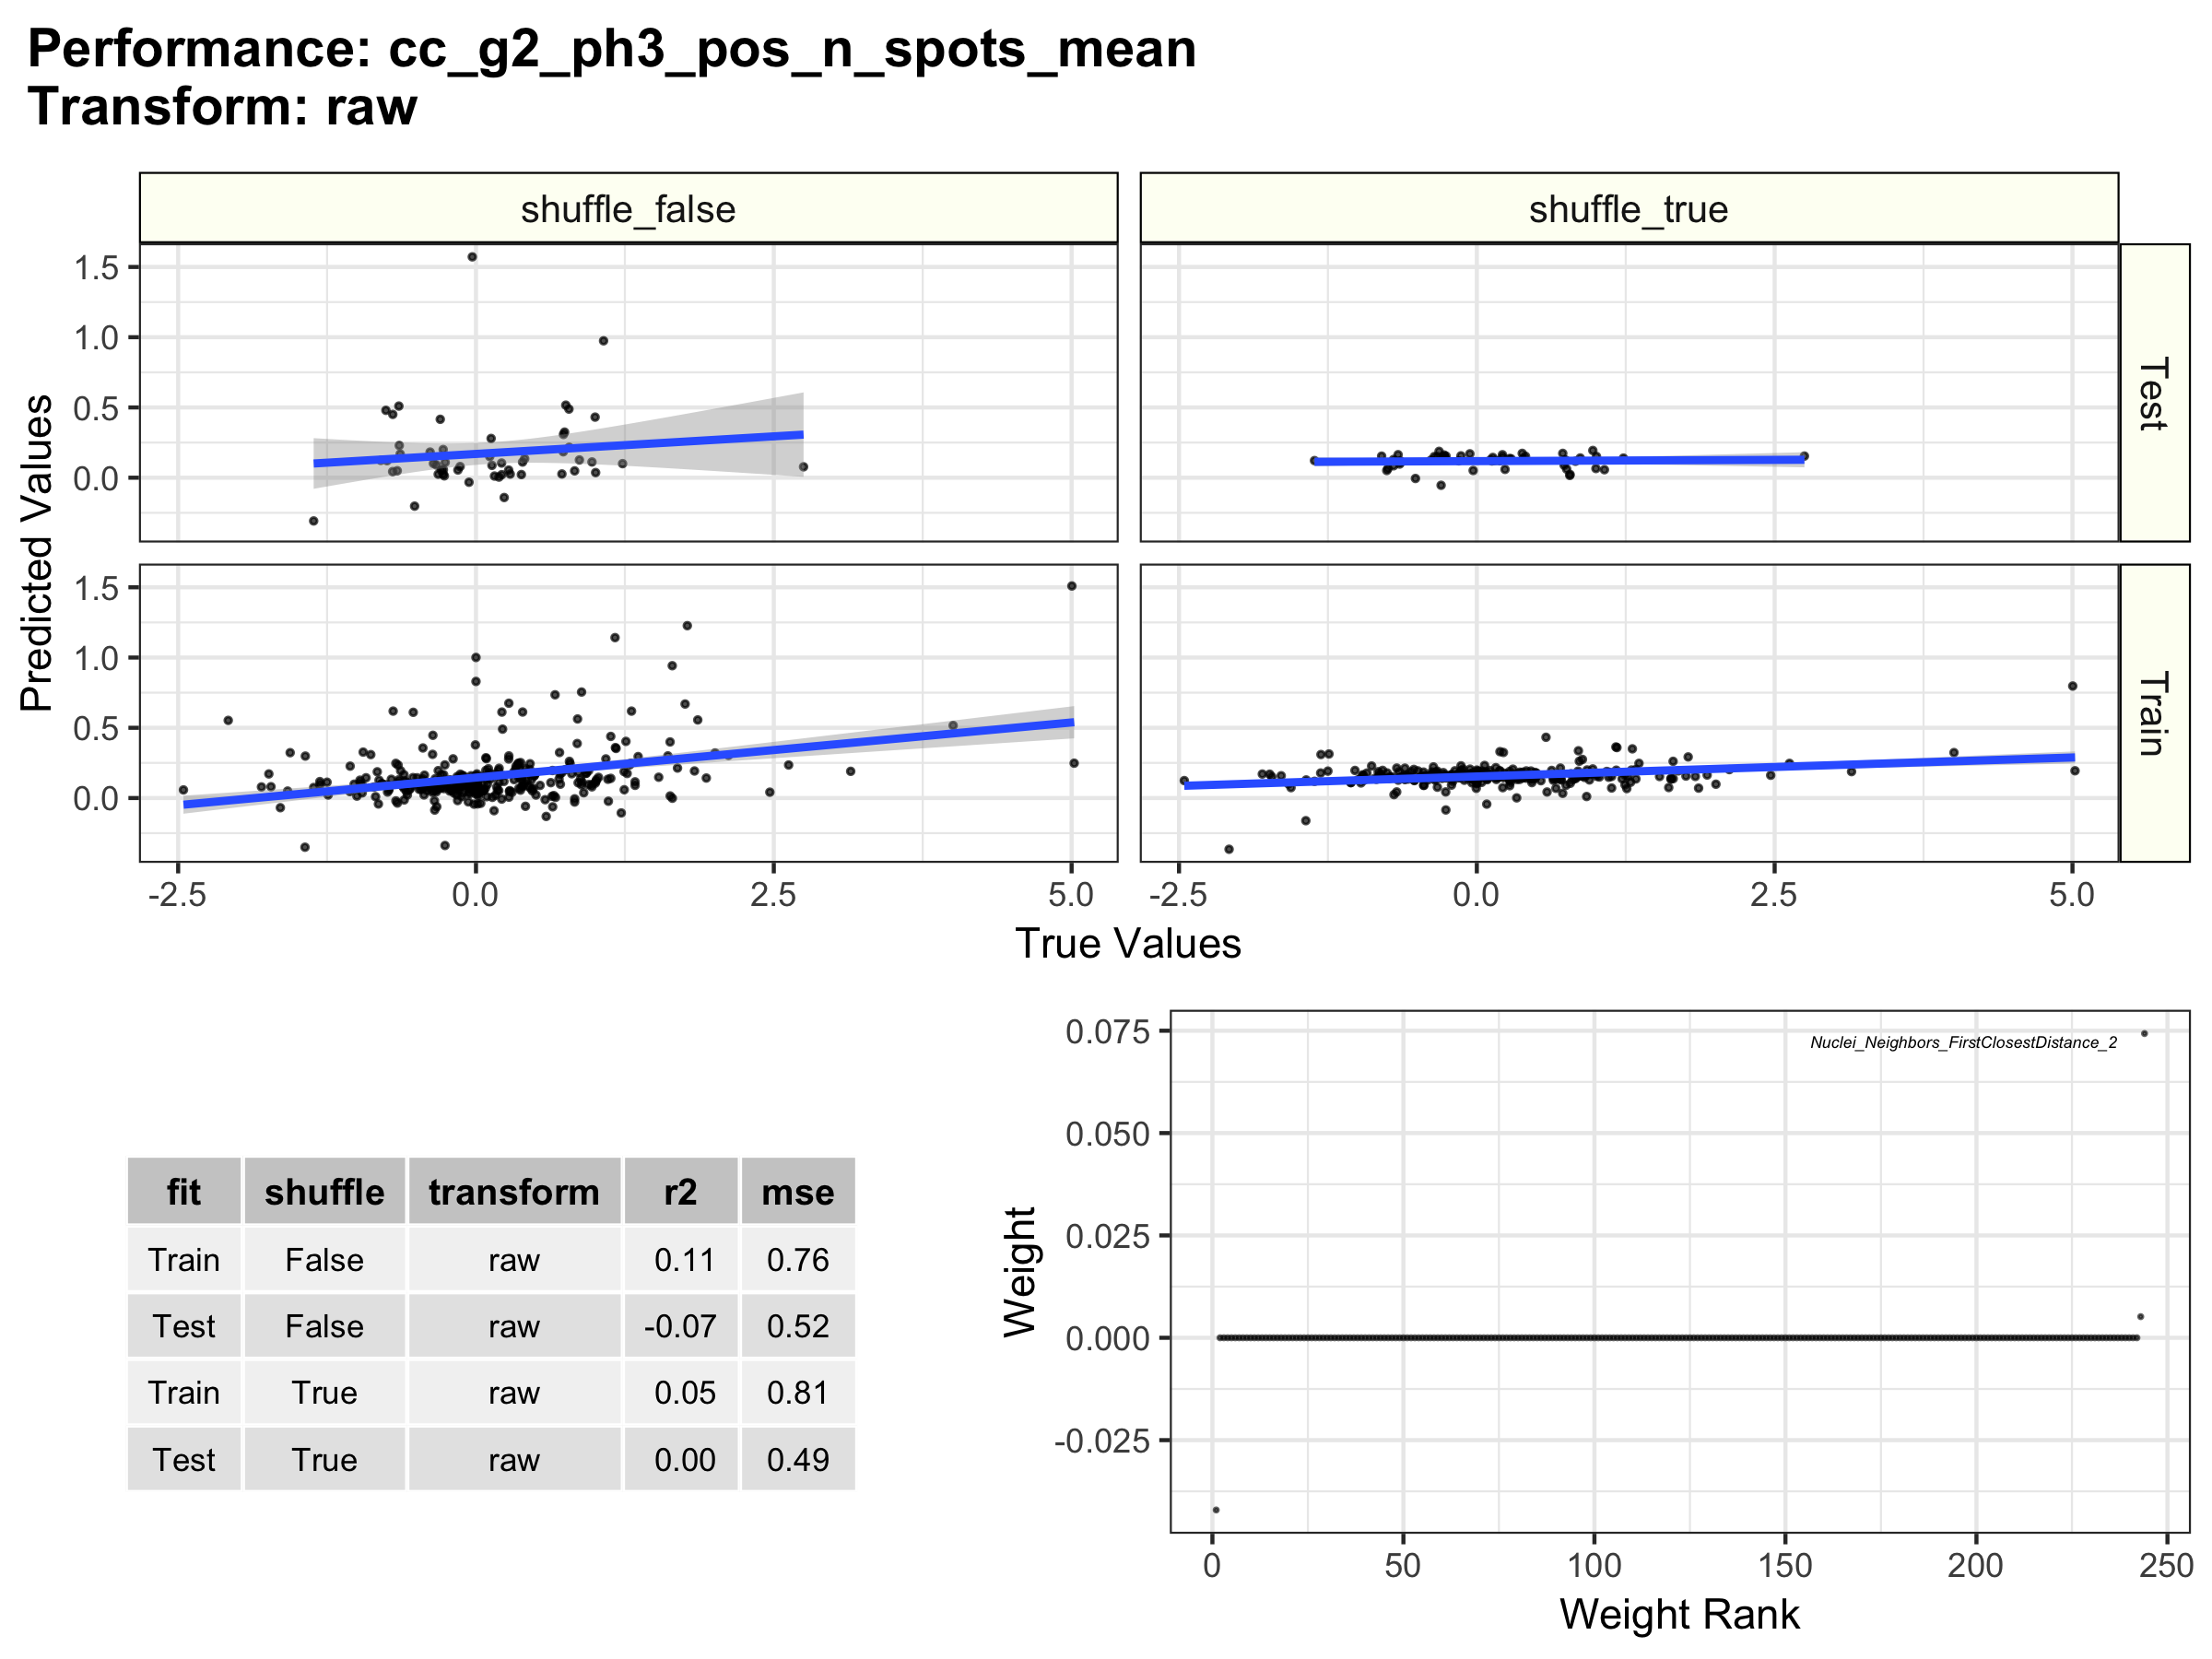 Performance: cc_g2_ph3_pos_n_spots_mean
Transform: raw
shuffle_false
shuffle_true
1.5
1.0
0.5
0.0
Test
1.5
1.0
0.5
0.0
Train
Predicted Values
-2.5 0.0 2.5 5.0
-2.5 0.0 2.5 5.0
True Values
fit shuffle transform r2 mse
Train False raw 0.11 0.76
Test False raw -0.07 0.52
Train True raw 0.05 0.81
Test True raw 0.00 0.49
0.075
0.050
0.025
0.000
-0.025
Weight
Nuclei_Neighbors_FirstClosestDistance_2
0 50 100 150 200 250
Weight Rank